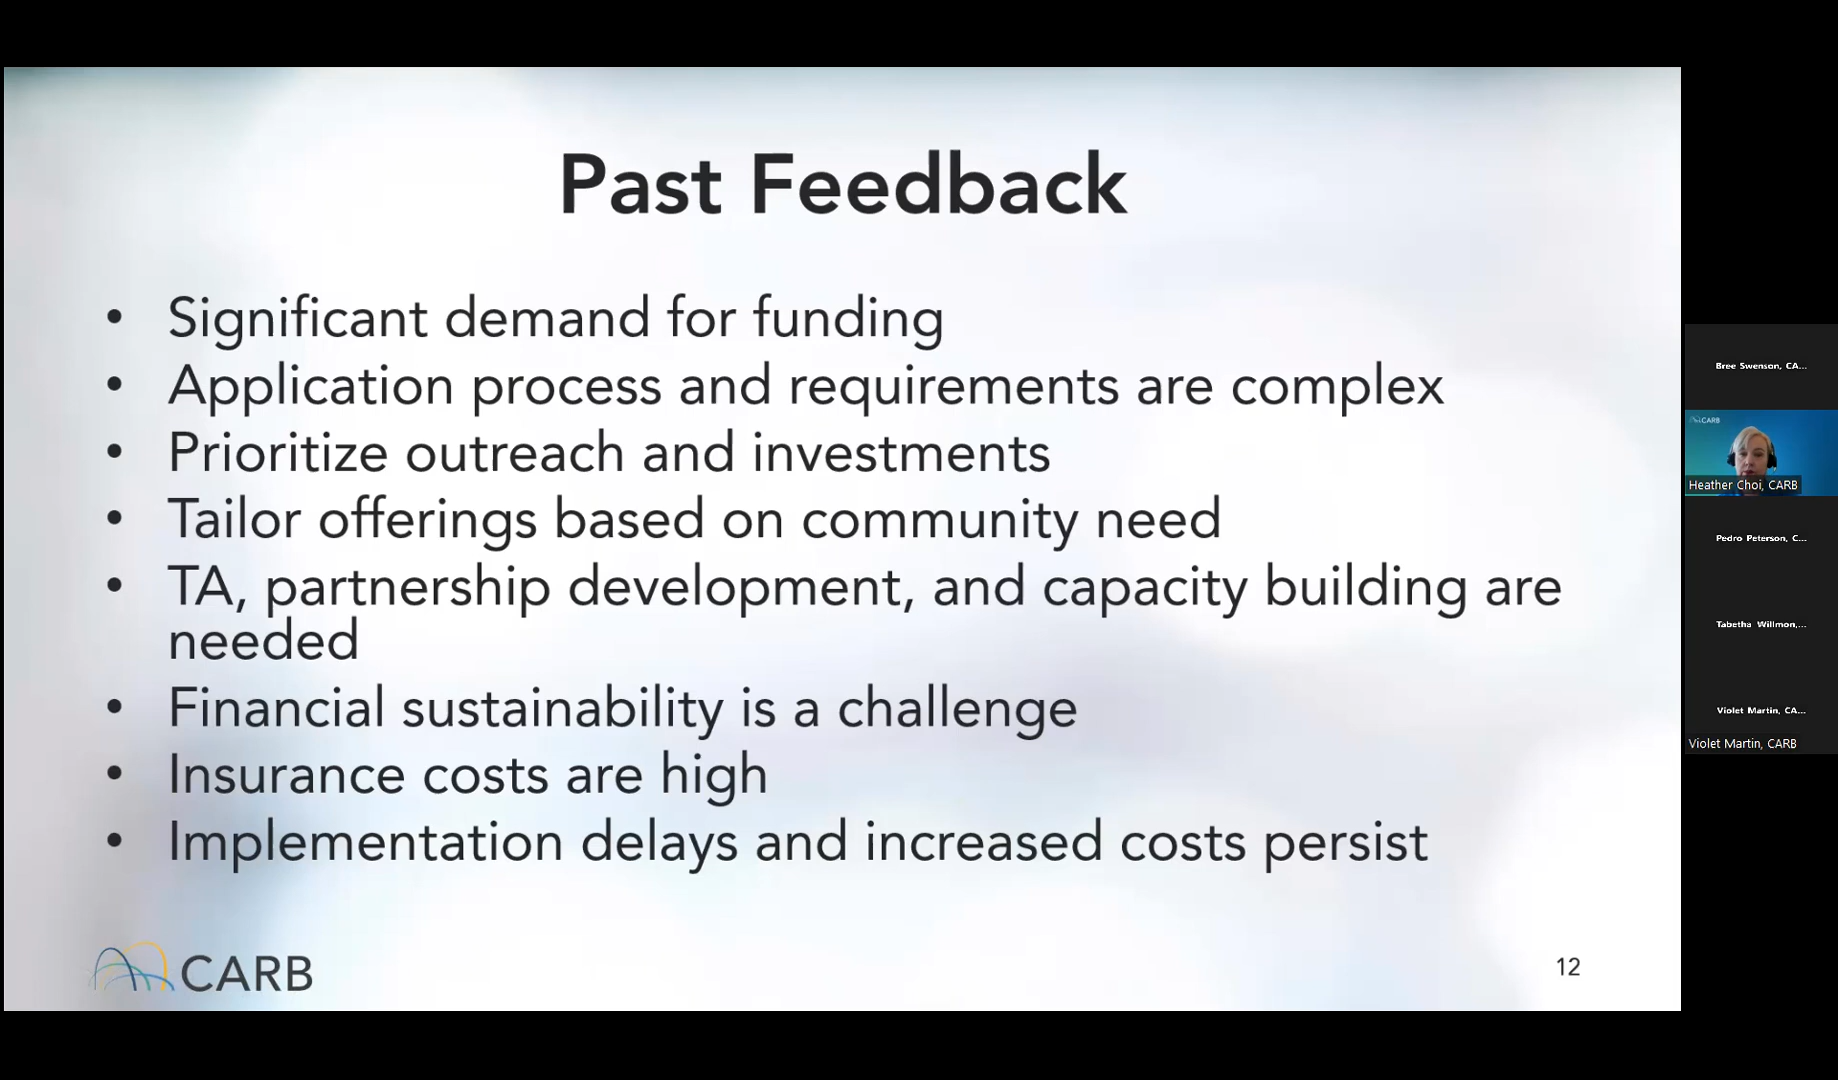 Past Feedback
• Significant demand for funding
• Application process and requirements are complex
• Prioritize outreach and investments
• Tailor offerings based on community need
• TA, partnership development, and capacity building are
needed
• Financial sustainability is a challenge
• Insurance costs are high
• Implementation delays and increased costs persist
CARB
12
Bree Swenson, CA...
CARB
Heather Choi, CARB
Pedro Peterson, C...
Tabetha Willmon,...
Violet Martin, CA...
Violet Martin, CARB